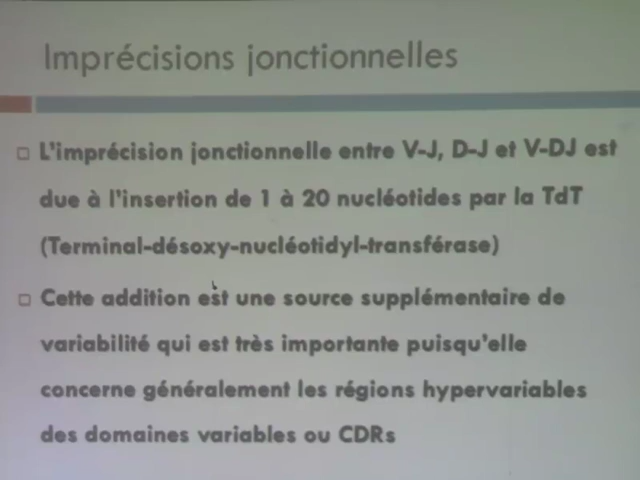 Imprécisions jonctionnelles
L'imprécision jonctionnelle entre V-J, D-J et V-DJ est
due à l'insertion de 1 à 20 nucléotides par la TdT
(Terminal-désoxy-nucléotidyl-transférase)
Cette addition est une source supplémentaire de
variabilité qui est très importante puisqu'elle
concerne généralement les régions hypervariables
des domaines variables ou CDRs